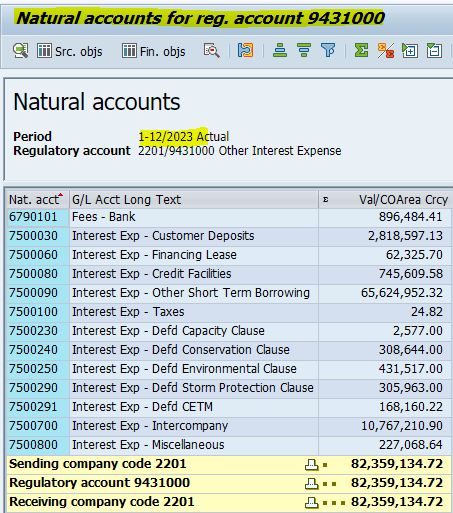 Natural accounts for reg. account 9431000
Src. objs Fin. objs
Natural accounts
Period 1-12/2023 Actual
Regulatory account 2201/9431000 Other Interest Expense
Nat. acct G/L Acct Long Text Σ Val/COArea Crcy
6790101 Fees - Bank 896,484.41
7500030 Interest Exp - Customer Deposits 2,818,597.13
7500060 Interest Exp - Financing Lease 62,325.70
7500080 Interest Exp - Credit Facilities 745,609.58
7500090 Interest Exp - Other Short Term Borrowing 65,624,952.32
7500100 Interest Exp - Taxes 24.82
7500230 Interest Exp - Defd Capacity Clause 2,577.00
7500240 Interest Exp - Defd Conservation Clause 308,644.00
7500250 Interest Exp - Defd Environmental Clause 431,517.00
7500290 Interest Exp - Defd Storm Protection Clause 305,963.00
7500291 Interest Exp - Defd CETM 168,160.22
7500700 Interest Exp - Intercompany 10,767,210.90
7500800 Interest Exp - Miscellaneous 227,068.64
Sending company code 2201 82,359,134.72
Regulatory account 9431000 82,359,134.72
Receiving company code 2201 82,359,134.72